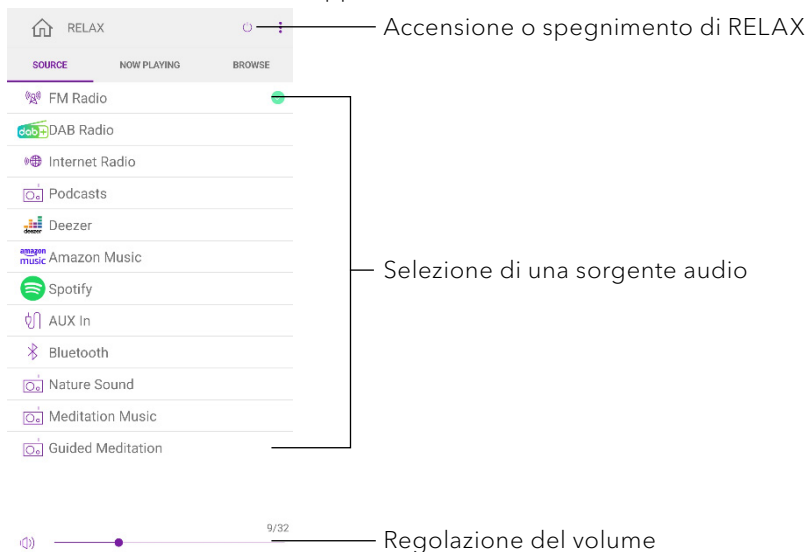 RELAX
Accensione o spegnimento di RELAX
SOURCE NOW PLAYING BROWSE
FM Radio
dab+ DAB Radio
Internet Radio
Podcasts
deezer Deezer
amazon music Amazon Music
Selezione di una sorgente audio
Spotify
AUX In
Bluetooth
Nature Sound
Meditation Music
Guided Meditation
9/32
Regolazione del volume